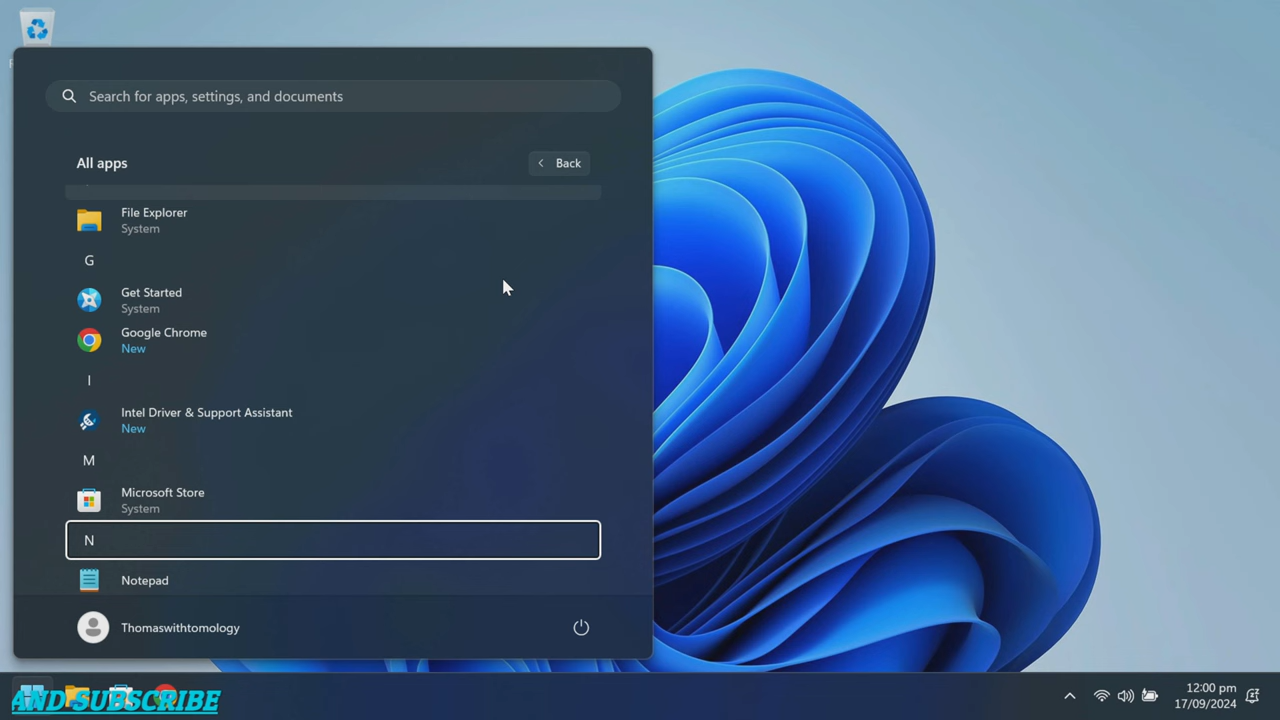 Search for apps, settings, and documents
All apps
Back
File Explorer
System
G
Get Started
System
Google Chrome
New
I
Intel Driver & Support Assistant
New
M
Microsoft Store
System
N
Notepad
Thomaswithtomology
AND SUBSCRIBE
12:00 pm
17/09/2024